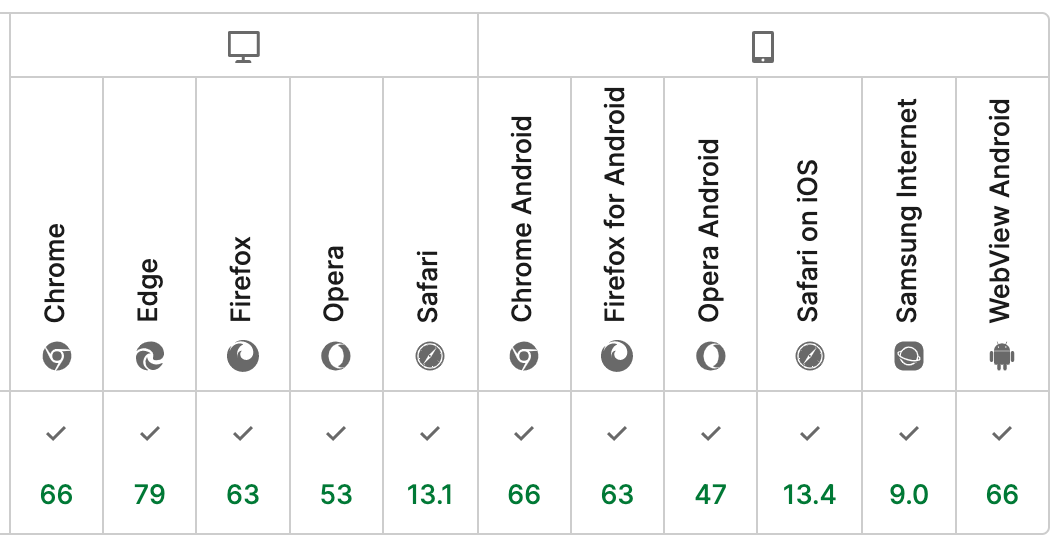 Chrome
Edge
Firefox
Opera
Safari
Chrome Android
Firefox for Android
Opera Android
Safari on iOS
Samsung Internet
WebView Android
66
79
63
53
13.1
66
63
47
13.4
9.0
66